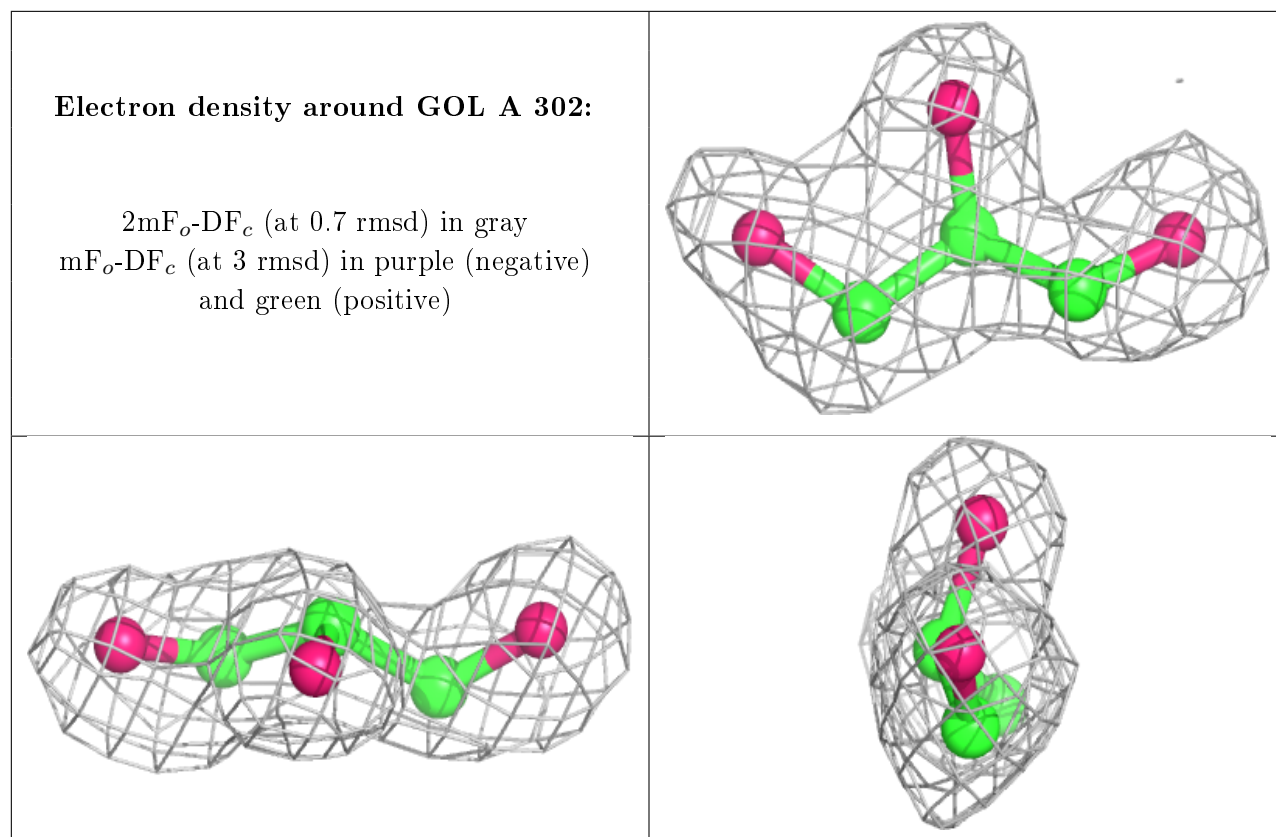 Electron density around GOL A 302:
2mFo-DFc (at 0.7 rmsd) in gray
mFo-DFc (at 3 rmsd) in purple (negative)
and green (positive)